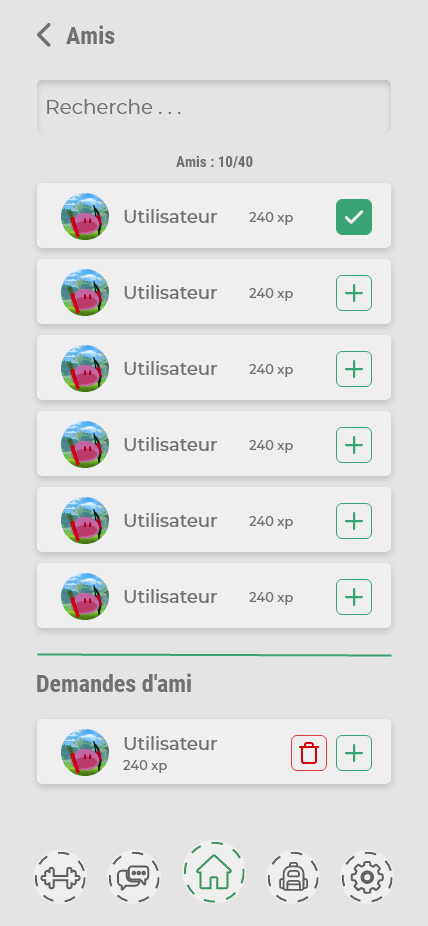 Amis
Recherche . . .
Amis : 10/40
Utilisateur 240 xp
Utilisateur 240 xp
Utilisateur 240 xp
Utilisateur 240 xp
Utilisateur 240 xp
Utilisateur 240 xp
Demandes d'ami
Utilisateur
240 xp